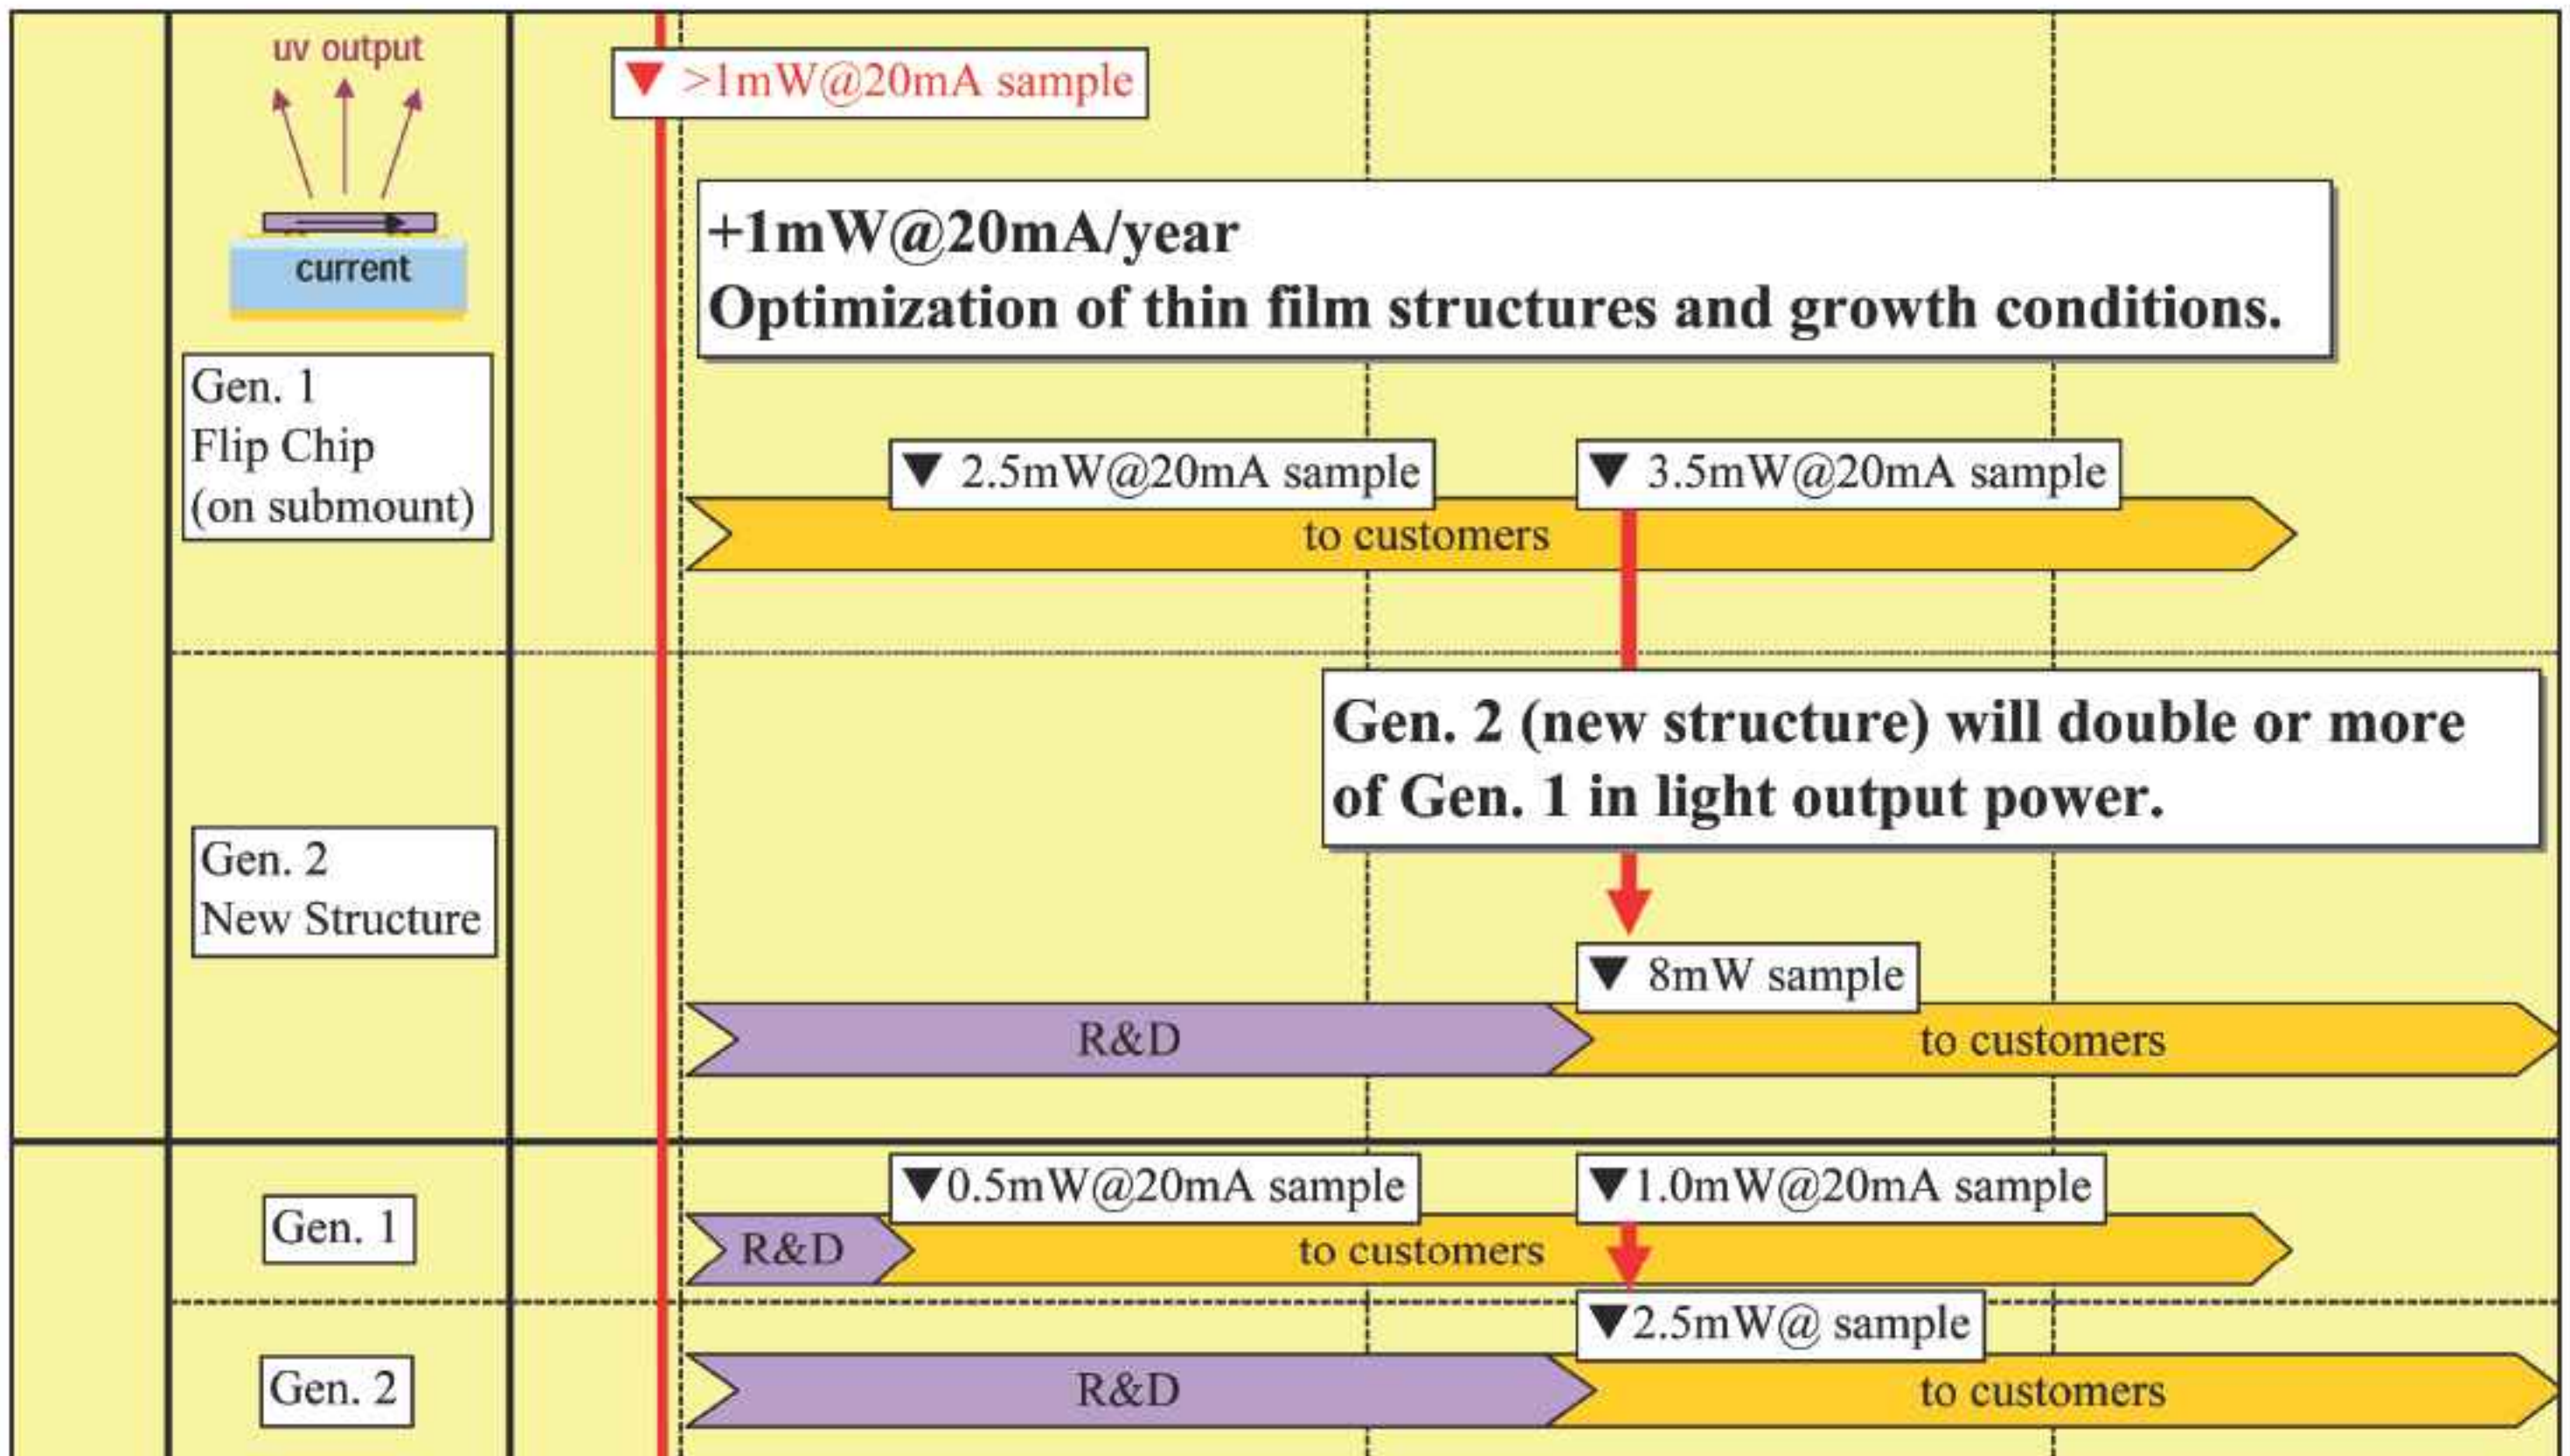 uv output
current
Gen. 1
Flip Chip
(on submount)
▼ >1mW@20mA sample
+1mW@20mA/year
Optimization of thin film structures and growth conditions.
▼ 2.5mW@20mA sample
▼ 3.5mW@20mA sample
to customers
Gen. 2
New Structure
Gen. 2 (new structure) will double or more
of Gen. 1 in light output power.
▼ 8mW sample
R&D
to customers
Gen. 1
▼0.5mW@20mA sample
▼1.0mW@20mA sample
R&D
to customers
Gen. 2
▼2.5mW@ sample
R&D
to customers